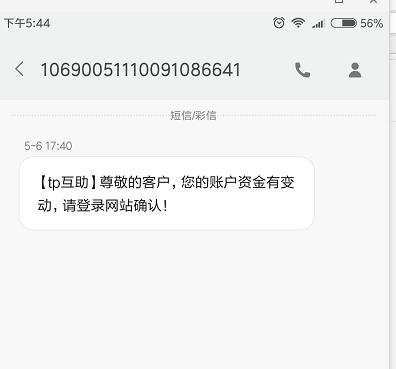 下午5:44
56%
10690051110091086641
短信/彩信
5-6 17:40
【tp互助】尊敬的客户，您的账户资金有变
动，请登录网站确认！